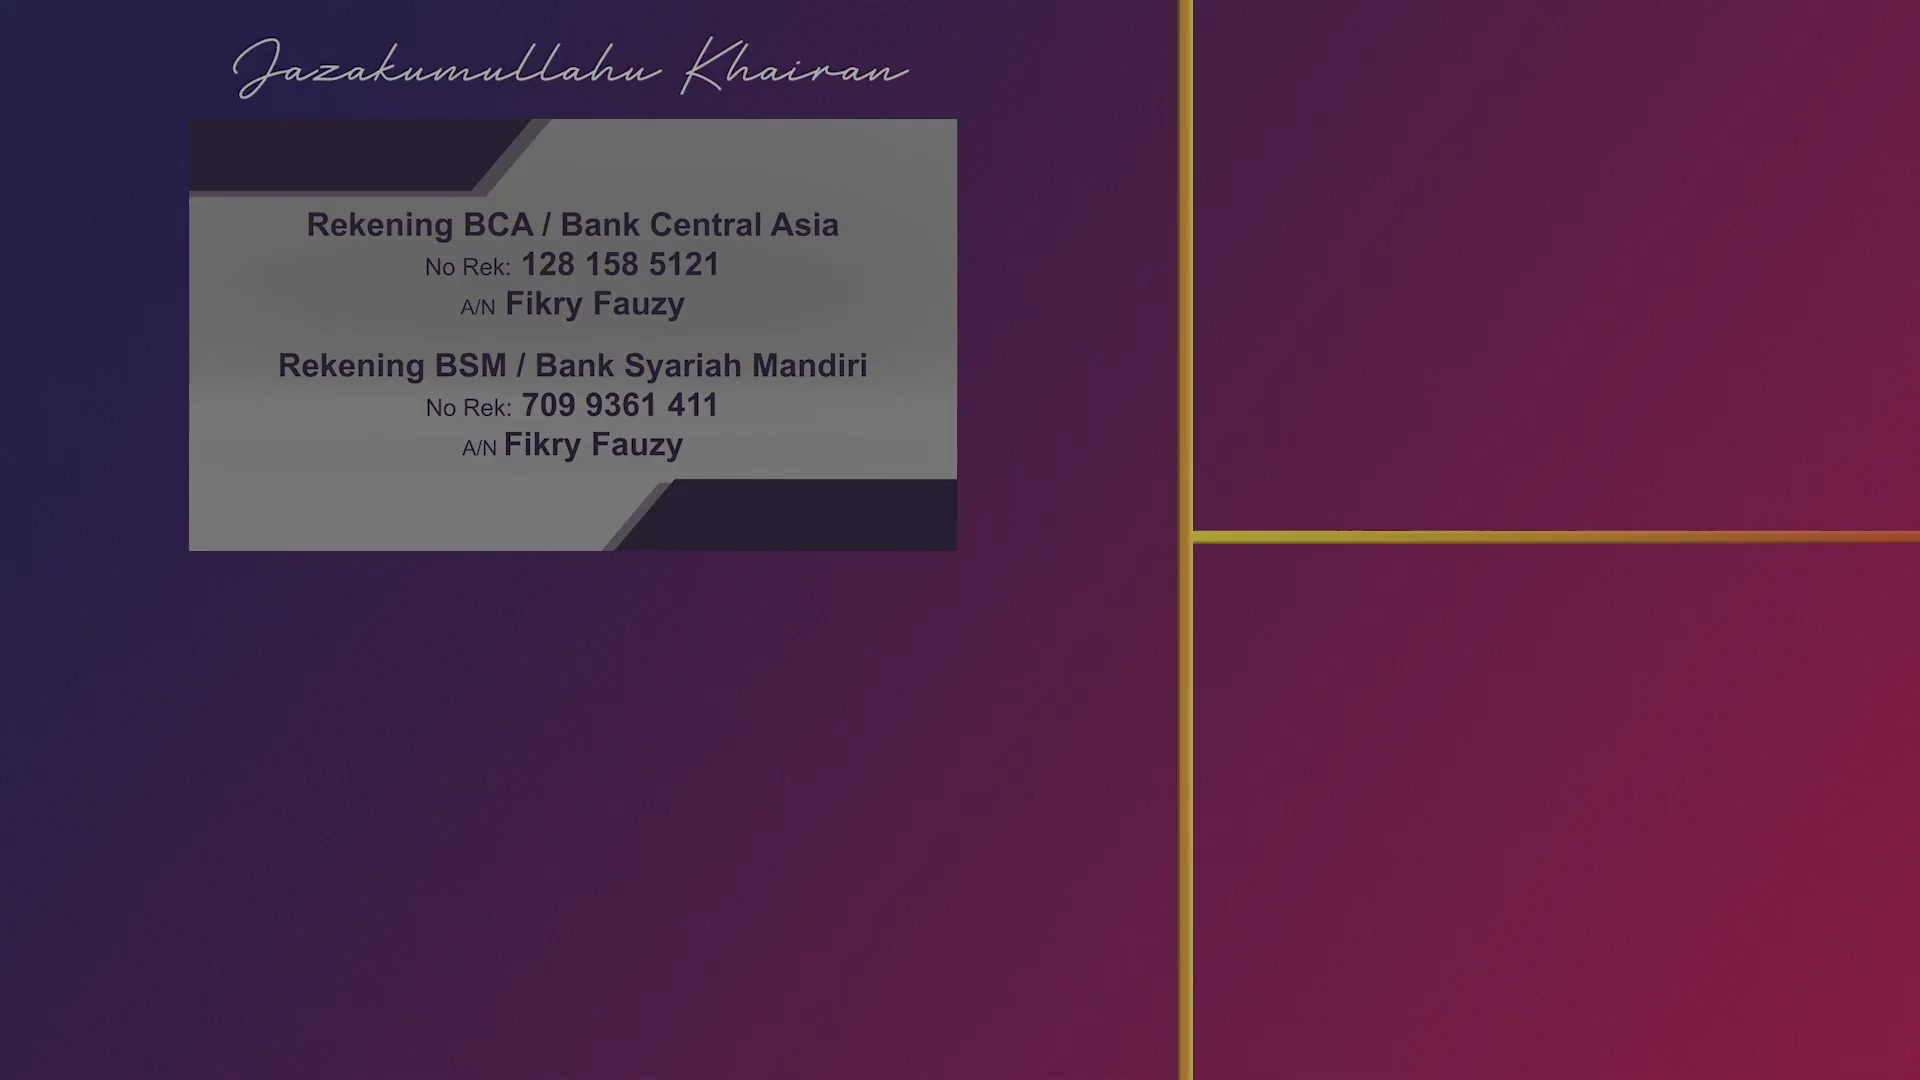 Jazakumullahu Khairan
Rekening BCA / Bank Central Asia
No Rek: 128 158 5121
A/N Fikry Fauzy
Rekening BSM / Bank Syariah Mandiri
No Rek: 709 9361 411
A/N Fikry Fauzy